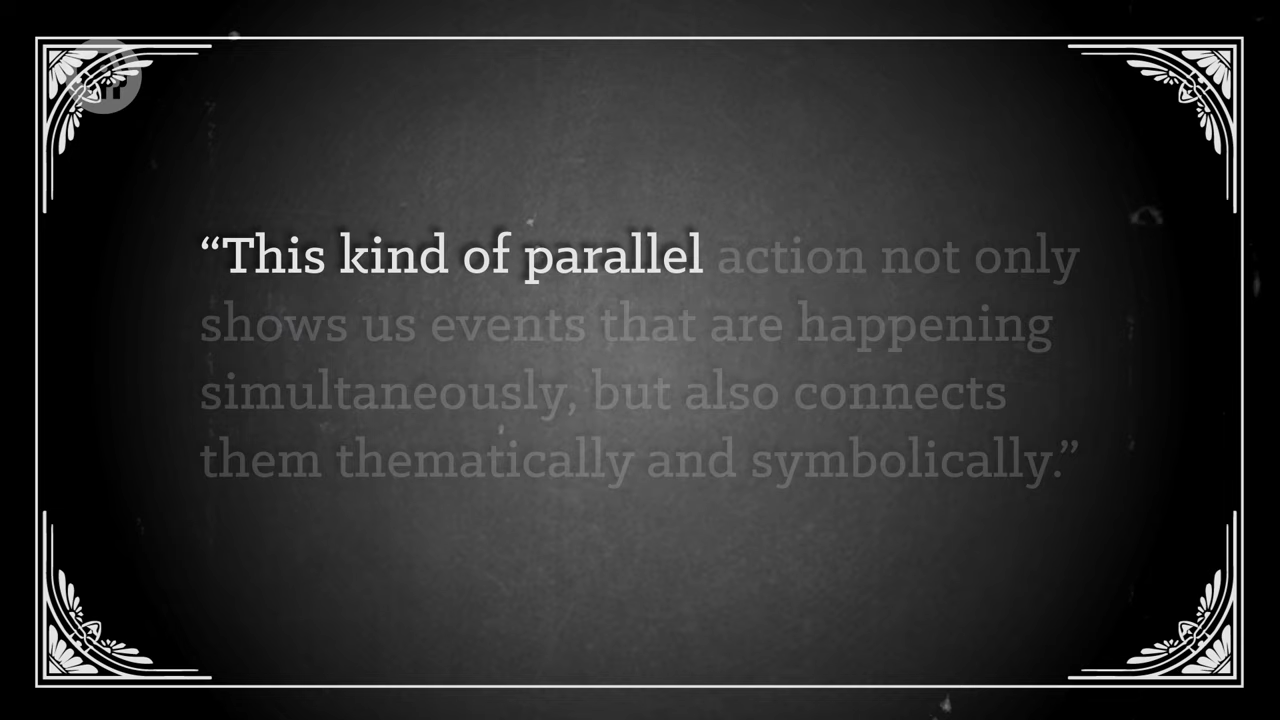 “This kind of parallel action not only
shows us events that are happening
simultaneously, but also connects
them thematically and symbolically.”